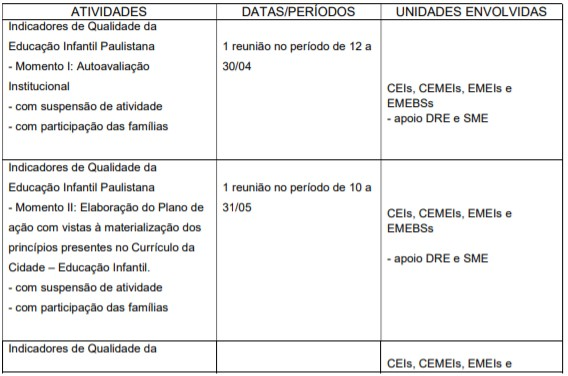 ATIVIDADES
DATAS/PERÍODOS
UNIDADES ENVOLVIDAS
Indicadores de Qualidade da
Educação Infantil Paulistana
- Momento I: Autoavaliação
Institucional
- com suspensão de atividade
- com participação das famílias
1 reunião no período de 12 a
30/04
CEIs, CEMEIs, EMEIs e
EMEBSs
- apoio DRE e SME
Indicadores de Qualidade da
Educação Infantil Paulistana
- Momento II: Elaboração do Plano de
ação com vistas à materialização dos
princípios presentes no Currículo da
Cidade – Educação Infantil.
- com suspensão de atividade
- com participação das famílias
1 reunião no período de 10 a
31/05
CEIs, CEMEIs, EMEIs e
EMEBSs
- apoio DRE e SME
Indicadores de Qualidade da
CEIs, CEMEIs, EMEIs e